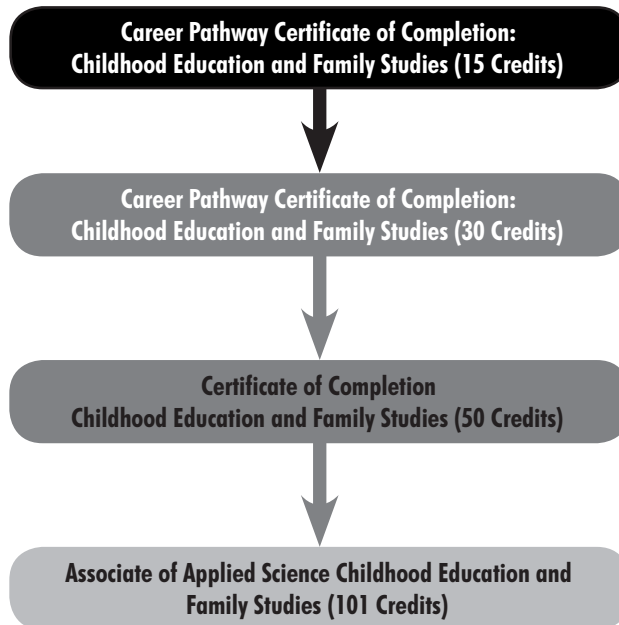 Career Pathway Certificate of Completion:
Childhood Education and Family Studies (15 Credits)
Career Pathway Certificate of Completion:
Childhood Education and Family Studies (30 Credits)
Certificate of Completion
Childhood Education and Family Studies (50 Credits)
Associate of Applied Science Childhood Education and
Family Studies (101 Credits)